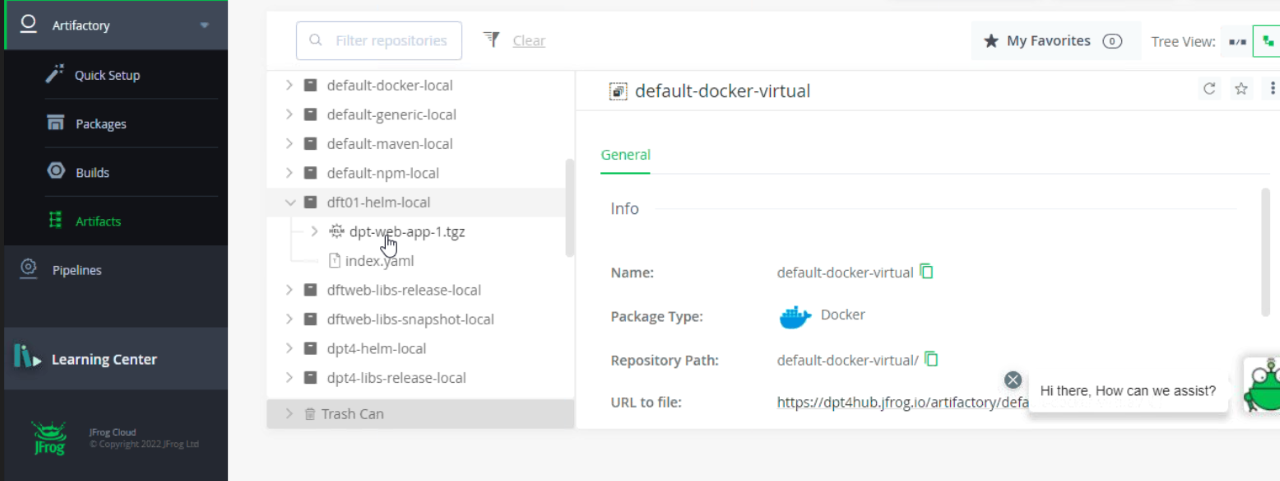 Artifactory
Quick Setup
Packages
Builds
Artifacts
Pipelines
Learning Center
JFrog
JFrog Cloud
© Copyright 2022 JFrog Ltd
Filter repositories
Clear
My Favorites (0)
Tree View:
default-docker-local
default-generic-local
default-maven-local
default-npm-local
dft01-helm-local
HELM dpt-web-app-1.tgz
index.yaml
dftweb-libs-release-local
dftweb-libs-snapshot-local
dpt4-helm-local
dpt4-libs-release-local
Trash Can
default-docker-virtual
General
Info
Name: default-docker-virtual
Package Type: Docker
Repository Path: default-docker-virtual/
URL to file: https://dpt4hub.jfrog.io/artifactory/defa
Hi there, How can we assist?